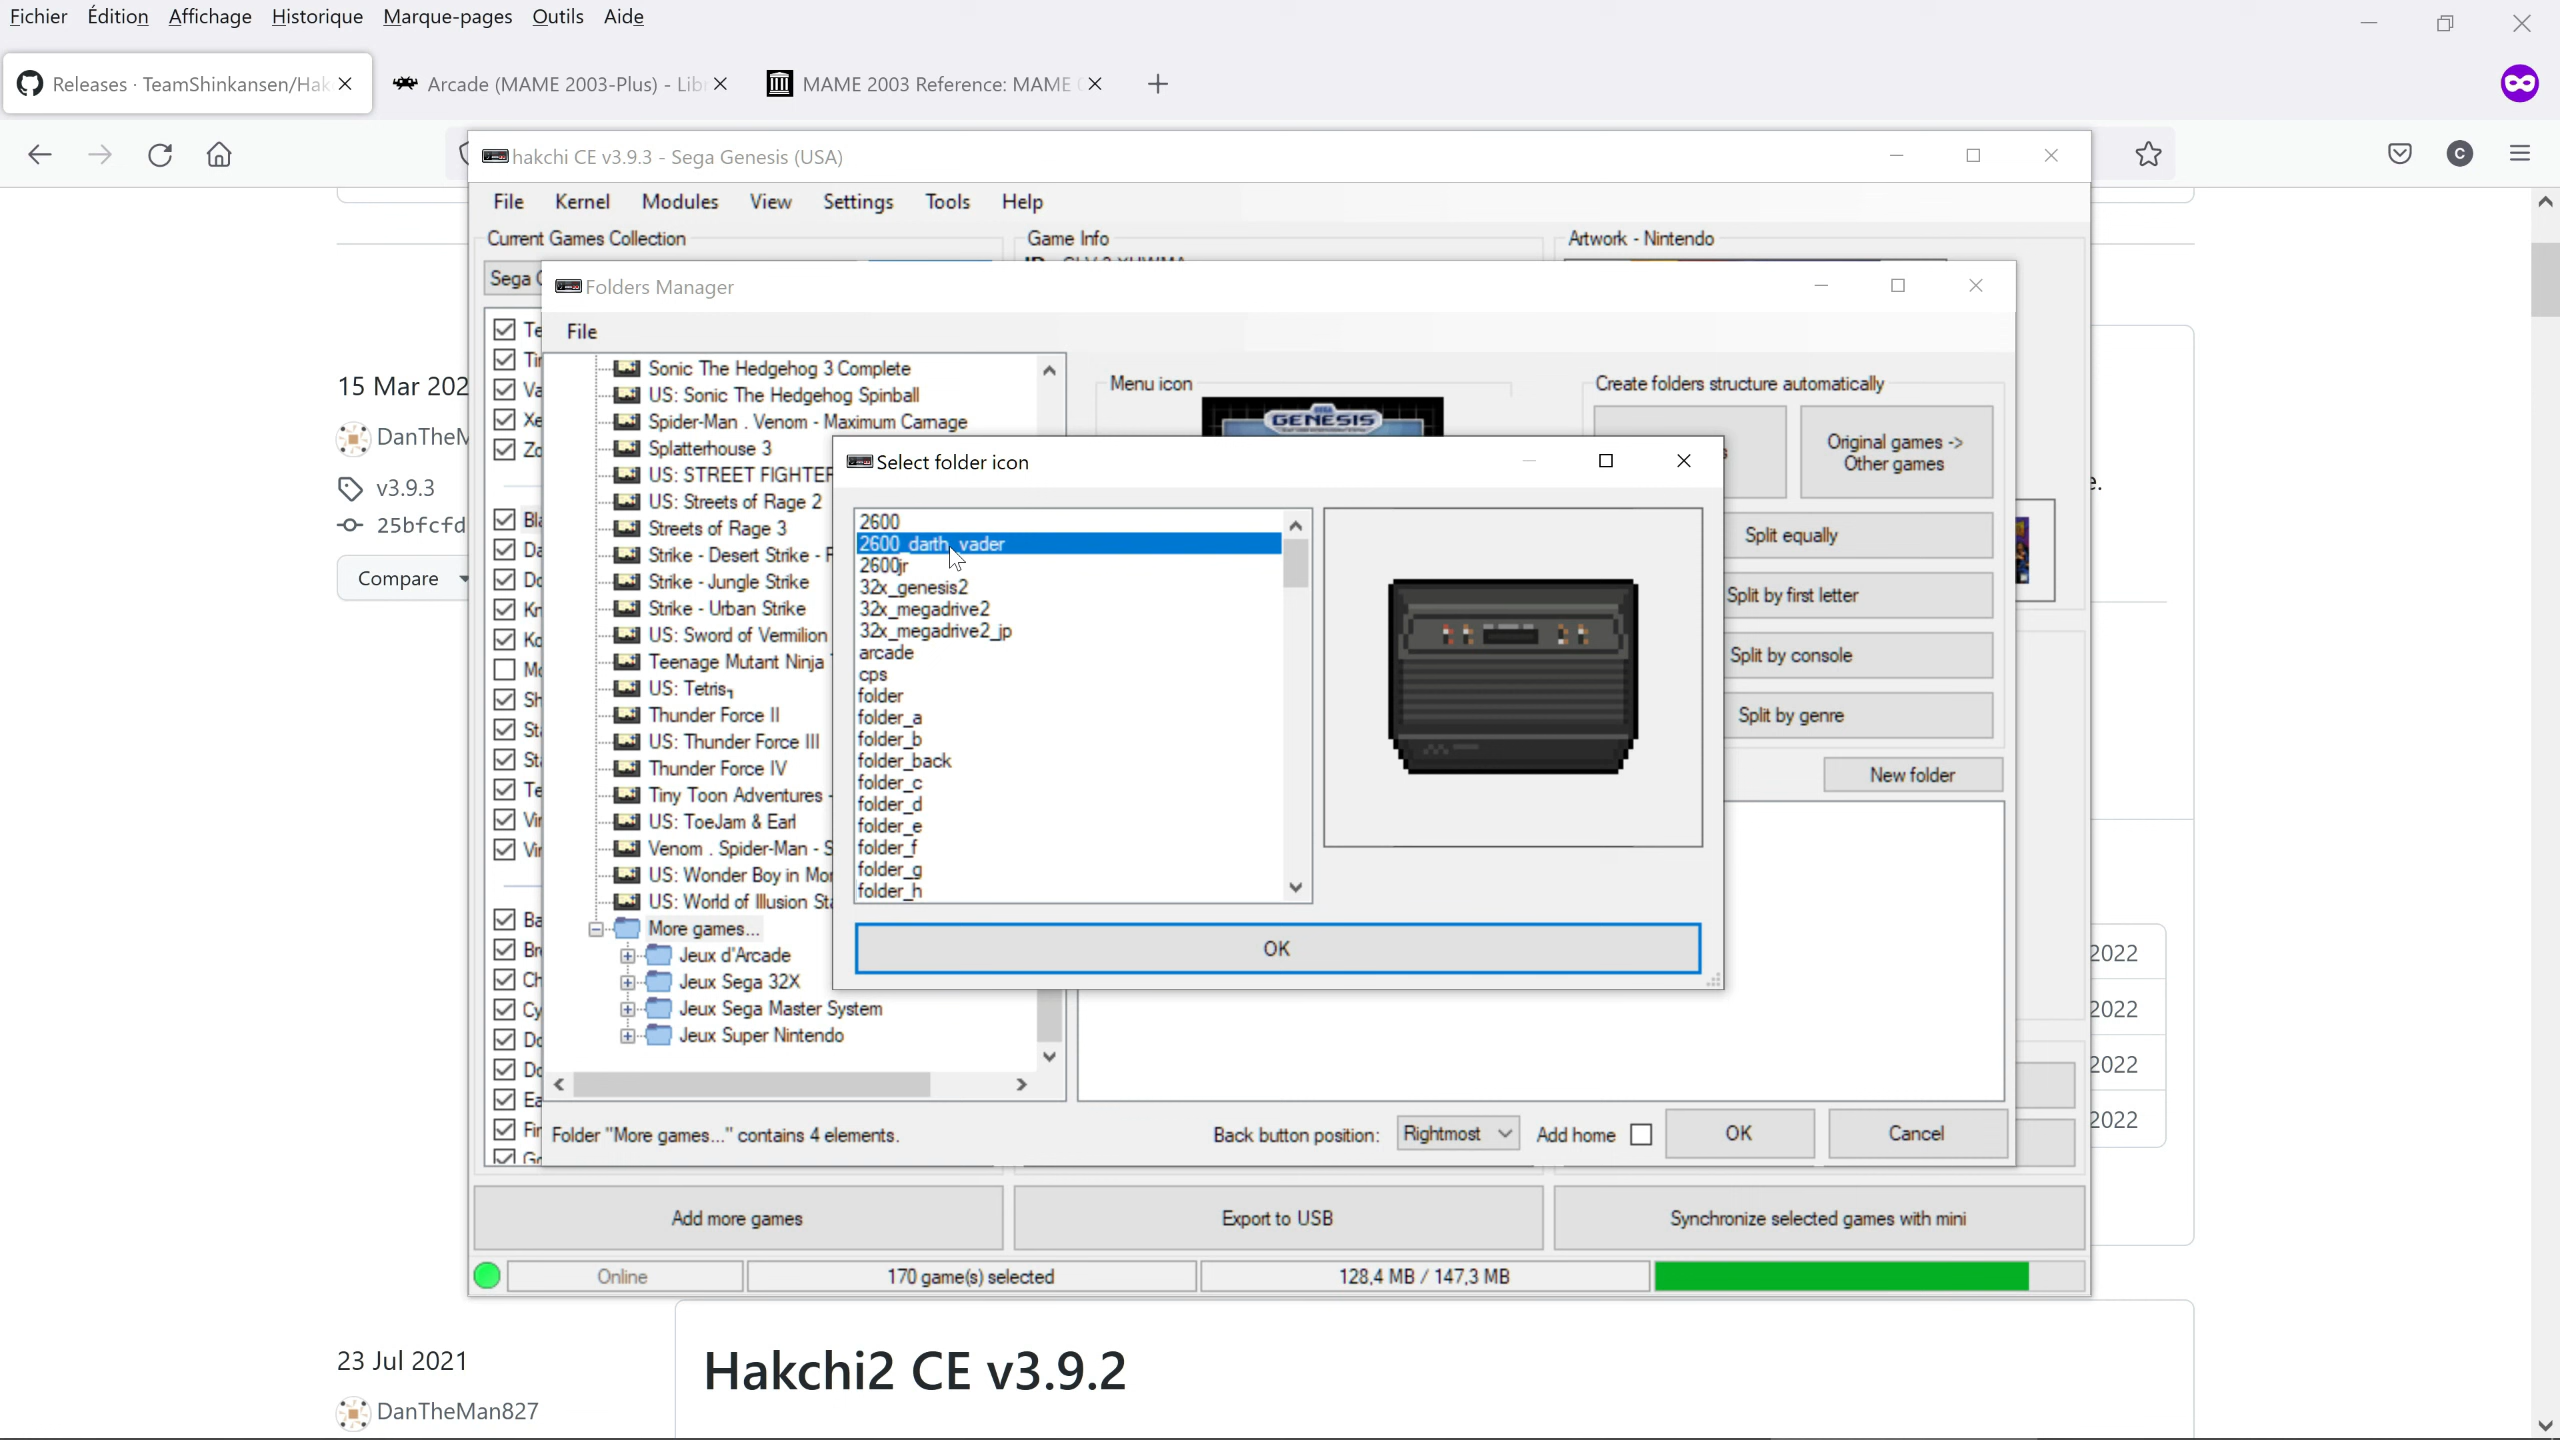 Fichier Édition Affichage Historique Marque-pages Outils Aide
Releases · TeamShinkansen/Hak
Arcade (MAME 2003-Plus) - Libr
MAME 2003 Reference: MAME
hakchi CE v3.9.3 - Sega Genesis (USA)
C
File Kernel Modules View Settings Tools Help
Current Games Collection
Game Info
Artwork - Nintendo
Sega
Folders Manager
File
Sonic The Hedgehog 3 Complete
US: Sonic The Hedgehog Spinball
Spider-Man . Venom - Maximum Carnage
Splatterhouse 3
US: STREET FIGHTER
US: Streets of Rage 2
Streets of Rage 3
Strike - Desert Strike - F
Strike - Jungle Strike
Strike - Urban Strike
US: Sword of Vermilion
Teenage Mutant Ninja
US: Tetris
Thunder Force II
US: Thunder Force III
Thunder Force IV
Tiny Toon Adventures -
US: ToeJam & Earl
Venom . Spider-Man - S
US: Wonder Boy in Mo
US: World of Illusion Sta
More games...
Jeux d'Arcade
Jeux Sega 32X
Jeux Sega Master System
Jeux Super Nintendo
Menu icon
GENESIS
Create folders structure automatically
Original games ->
Other games
Split equally
Split by first letter
Split by console
Split by genre
New folder
Select folder icon
2600
2600_darth_vader
2600jr
32x_genesis2
32x_megadrive2
32x_megadrive2_jp
arcade
cps
folder
folder_a
folder_b
folder_back
folder_c
folder_d
folder_e
folder_f
folder_g
folder_h
OK
Folder "More games..." contains 4 elements.
Back button position: Rightmost
Add home
OK
Cancel
Add more games
Export to USB
Synchronize selected games with mini
Online
170 game(s) selected
128,4 MB / 147,3 MB
15 Mar 202
DanTheM
v3.9.3
25bfcfd
Compare
2022
2022
2022
2022
23 Jul 2021
DanTheMan827
Hakchi2 CE v3.9.2